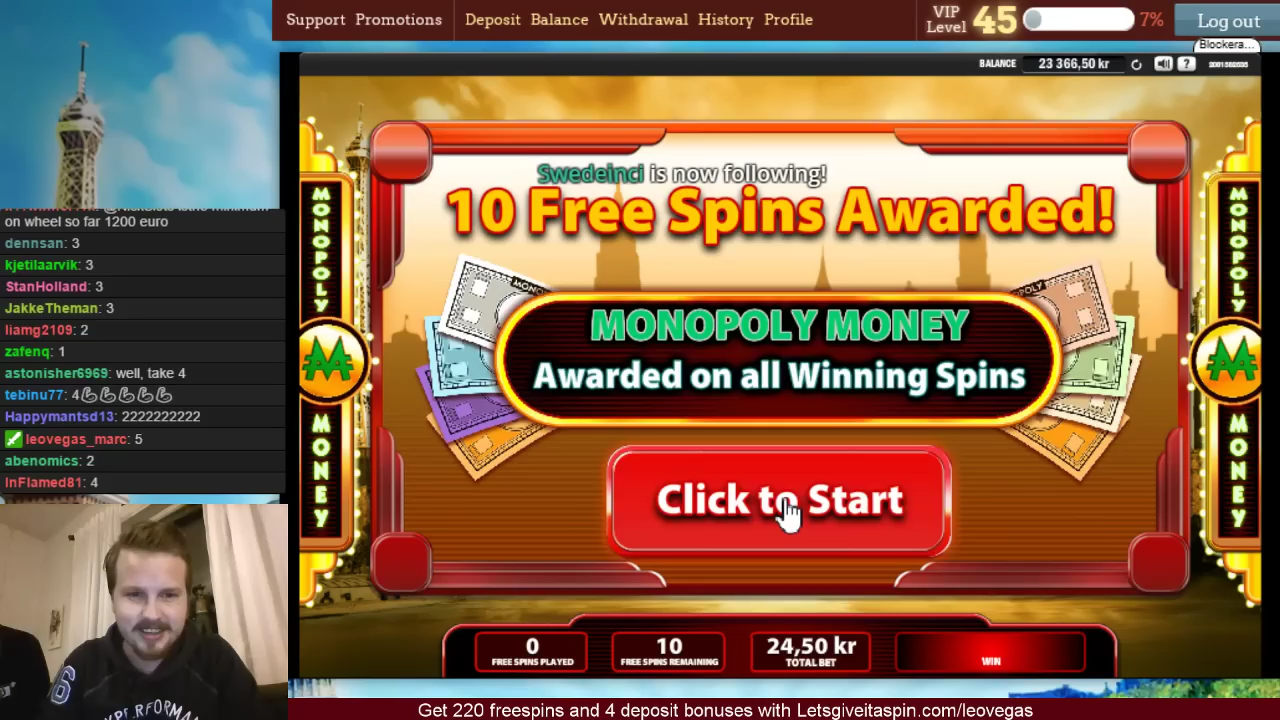 Support Promotions Deposit Balance Withdrawal History Profile
VIP Level 45 7% Log out
Blockera...
BALANCE 23 366,50 kr
on wheel so far 1200 euro
dennsan: 3
kjetilaarvik: 3
StanHolland: 3
JakkeTheman: 3
liamg2109: 2
zafenq: 1
astonisher6969: well, take 4
tebinu77: 4💪💪💪💪💪
Happymantsd13: 2222222222
leovegas_marc: 5
abenomics: 2
InFlamed81: 4
MONOPOLY
MONEY
Swedeinci is now following!
10 Free Spins Awarded!
MONOPOLY MONEY
Awarded on all Winning Spins
Click to Start
MONOPOLY
MONEY
0
FREE SPINS PLAYED
10
FREE SPINS REMAINING
24,50 kr
TOTAL BET
WIN
Get 220 freespins and 4 deposit bonuses with Letsgiveitaspin.com/leovegas